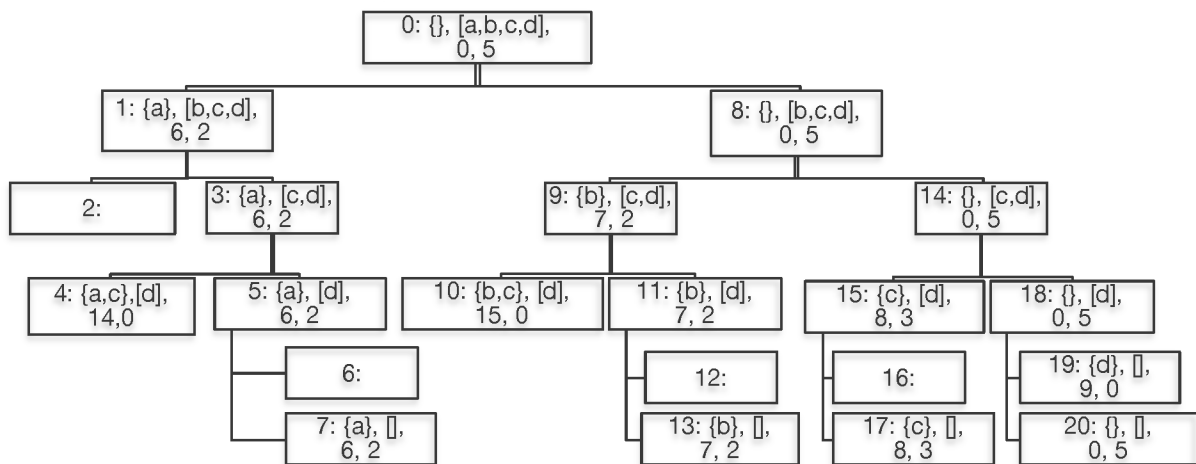 0: {}, [a,b,c,d],
0, 5
1: {a}, [b,c,d],
6, 2
8: {}, [b,c,d],
0, 5
2:
3: {a}, [c,d],
6, 2
9: {b}, [c,d],
7, 2
14: {}, [c,d],
0, 5
4: {a,c},[d],
14,0
5: {a}, [d],
6, 2
10: {b,c}, [d],
15, 0
11: {b}, [d],
7, 2
15: {c}, [d],
8, 3
18: {}, [d],
0, 5
6:
12:
16:
19: {d}, [],
9, 0
7: {a}, [],
6, 2
13: {b}, [],
7, 2
17: {c}, [],
8, 3
20: {}, [],
0, 5